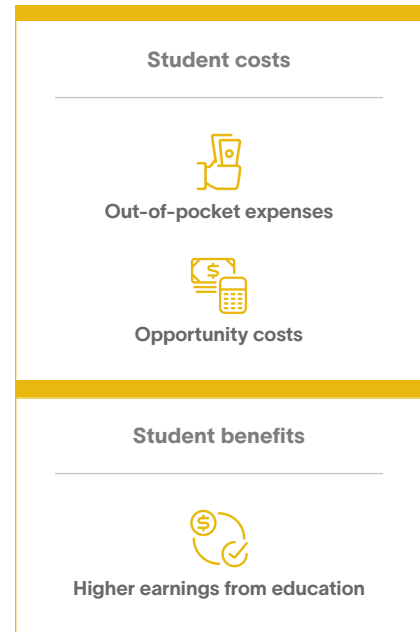 Student costs
Out-of-pocket expenses
$
Opportunity costs
Student benefits
$
Higher earnings from education